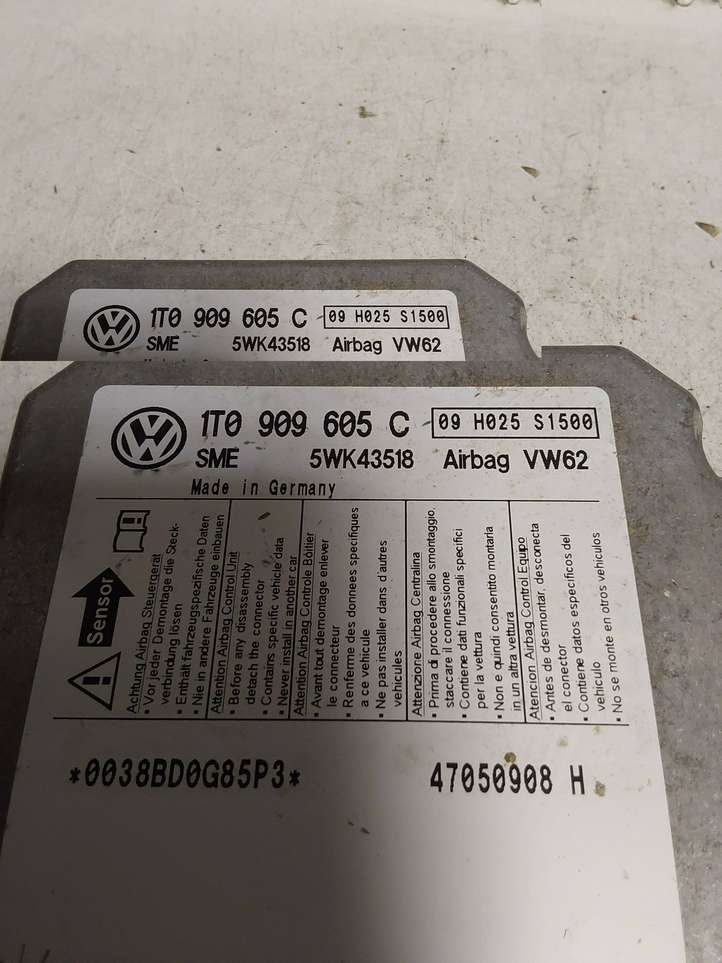 1T0 909 605 C 09 H025 S1500
SME 5WK43518 Airbag VW62
1T0 909 605 C 09 H025 S1500
SME 5WK43518 Airbag VW62
Made in Germany
Sensor
Achtung Airbag Steuergerät
• Vor jeder Demontage die Steck-
verbindung lösen
• Enthält fahrzeugspezifische Daten
• Nie in andere Fahrzeuge einbauen
Attention Airbag Control Unit
• Before any disassembly
detach the connector
• Contains specific vehicle data
• Never install in another car
Attention Airbag Controle Bôitier
• Avant tout demontage enlever
le connecteur
• Renferme des donnees specifiques
a ce vehicule
• Ne pas installer dans d'autres
vehicules
Attenzione Airbag Centralina
• Prima di procedere allo smontaggio,
staccare il connessione
• Contiene dati funzionali specifici
per la vettura
• Non e quindi consentito montarla
in un altra vettura
Atencion Airbag Control Equipo
• Antes de desmontar, desconecta
el conector
• Contiene datos especificos del
vehiculo
• No se monte en otros vehiculos
*0038BD0G85P3* 47050908 H